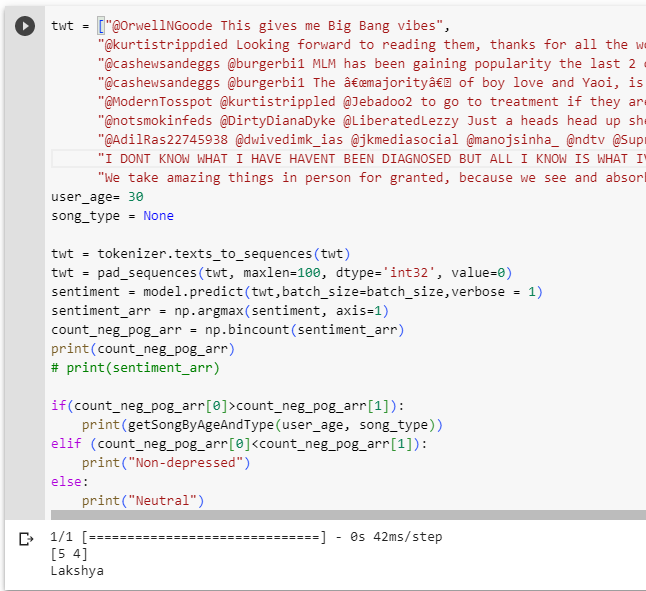 twt = ["@OrwellNGoode This gives me Big Bang vibes",
"@kurtistrippdied Looking forward to reading them, thanks for all the wo
"@cashewsandeggs @burgerbi1 MLM has been gaining popularity the last 2 d
"@cashewsandeggs @burgerbi1 The â€œmajorityâ€� of boy love and Yaoi, is
"@ModernTosspot @kurtistrippled @Jebadoo2 to go to treatment if they are
"@notsmokinfeds @DirtyDianaDyke @LiberatedLezzy Just a heads head up she
"@AdilRas22745938 @dwivedimk_ias @jkmediasocial @manojsinha_ @ndtv @Supr
"I DONT KNOW WHAT I HAVE HAVENT BEEN DIAGNOSED BUT ALL I KNOW IS WHAT IV
"We take amazing things in person for granted, because we see and absorb
user_age= 30
song_type = None
twt = tokenizer.texts_to_sequences(twt)
twt = pad_sequences(twt, maxlen=100, dtype='int32', value=0)
sentiment = model.predict(twt,batch_size=batch_size,verbose = 1)
sentiment_arr = np.argmax(sentiment, axis=1)
count_neg_pog_arr = np.bincount(sentiment_arr)
print(count_neg_pog_arr)
# print(sentiment_arr)
if(count_neg_pog_arr[0]>count_neg_pog_arr[1]):
print(getSongByAgeAndType(user_age, song_type))
elif (count_neg_pog_arr[0]<count_neg_pog_arr[1]):
print("Non-depressed")
else:
print("Neutral")
1/1 [==============================] - 0s 42ms/step
[5 4]
Lakshya